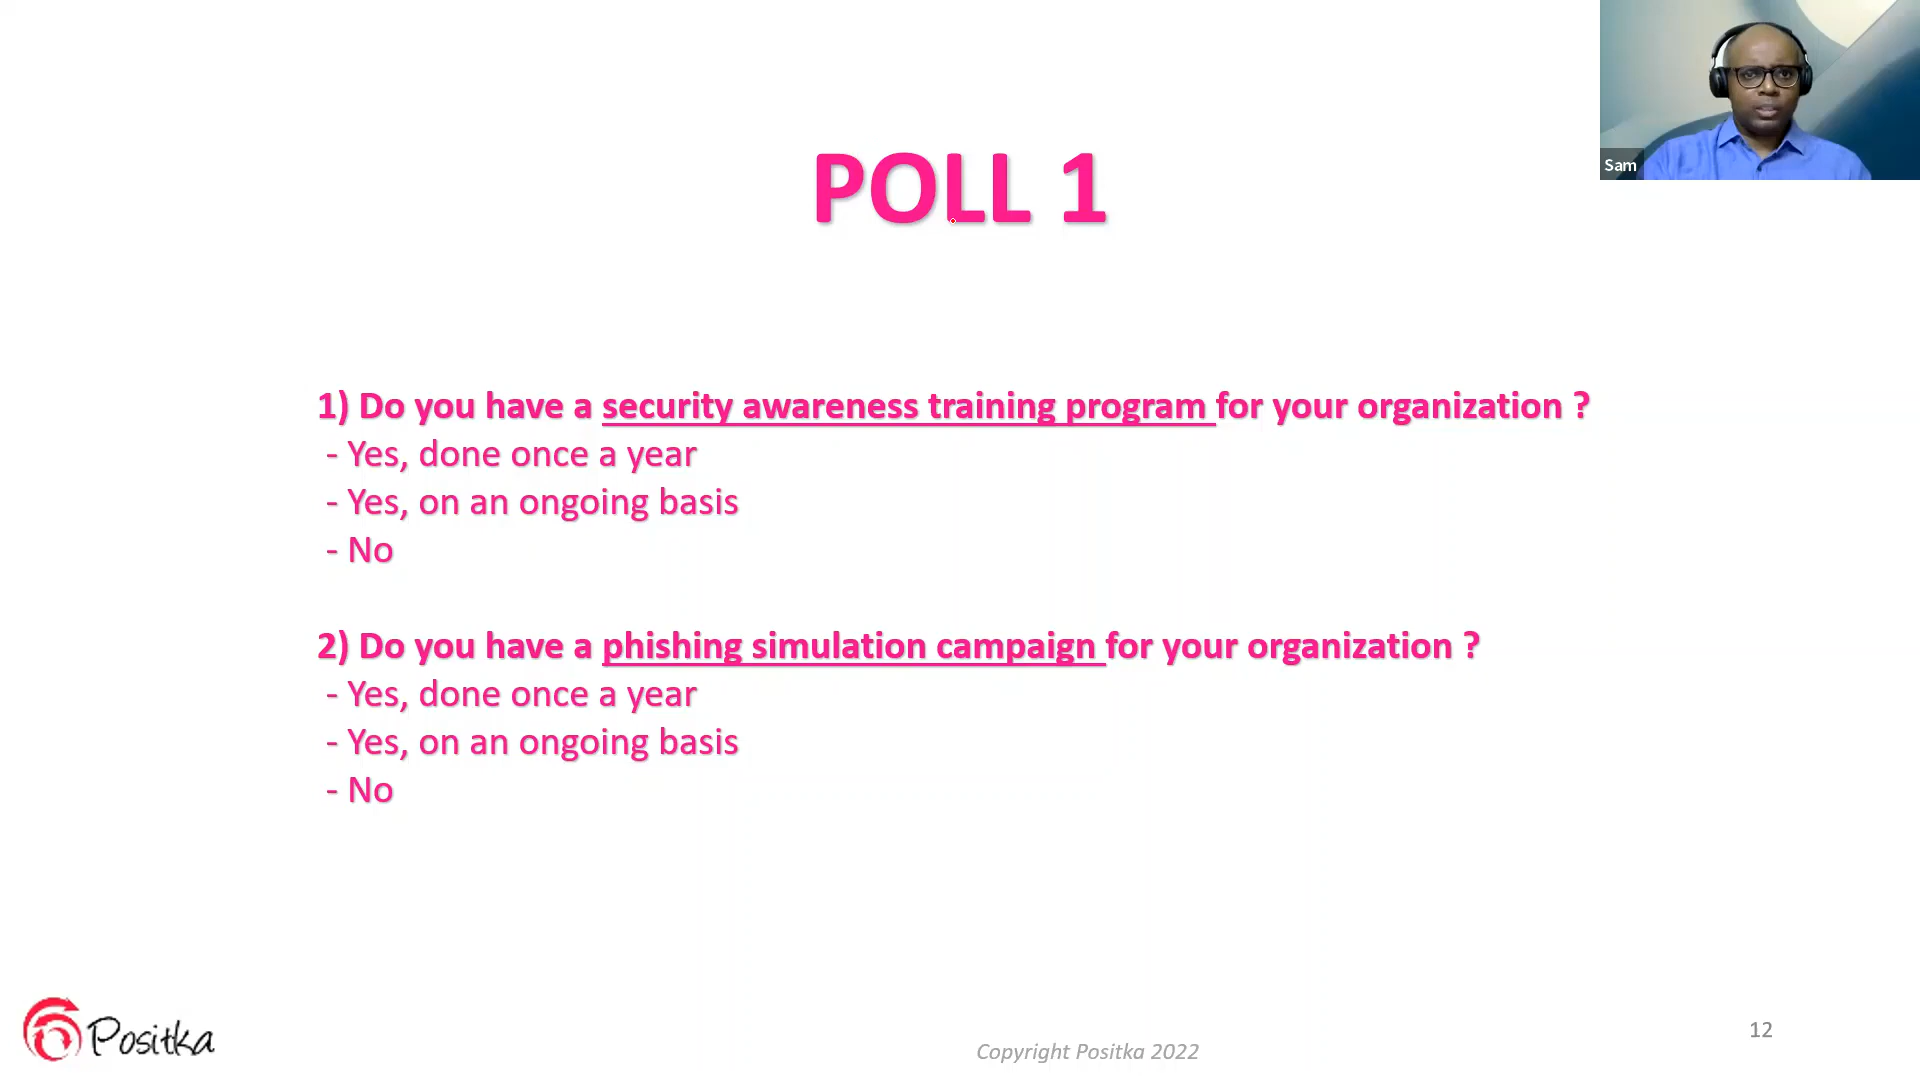 Sam
POLL 1
1) Do you have a security awareness training program for your organization ?
- Yes, done once a year
- Yes, on an ongoing basis
- No
2) Do you have a phishing simulation campaign for your organization ?
- Yes, done once a year
- Yes, on an ongoing basis
- No
Positka
Copyright Positka 2022
12